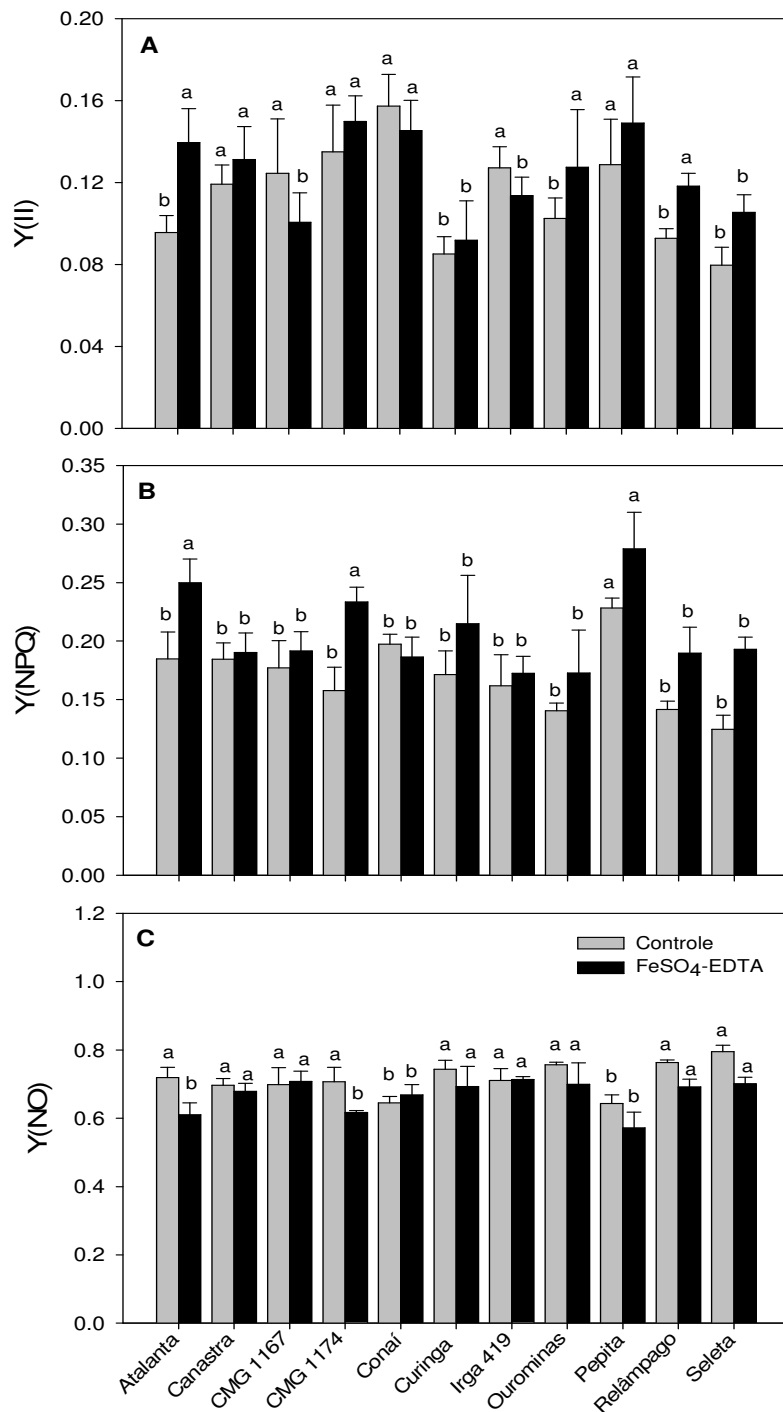 A
Y(II)
0.20
0.16
0.12
0.08
0.04
0.00
b a a a a b a a a a b b a b b a a a b a b b
B
Y(NPQ)
0.35
0.30
0.25
0.20
0.15
0.10
0.05
0.00
b a b b b b b a b b b b b b b b a a b b b b
C
Y(NO)
1.2
1.0
0.8
0.6
0.4
0.2
0.0
Controle
FeSO4-EDTA
a b a a a a a b b b a a a a a a b b a a a a
Atalanta
Canastra
CMG 1167
CMG 1174
Conaí
Curinga
Irga 419
Ourominas
Pepita
Relâmpago
Seleta